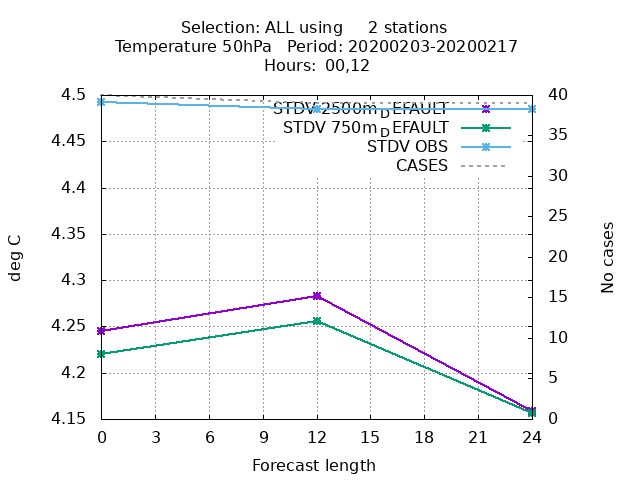 Selection: ALL using 2 stations
Temperature 50hPa Period: 20200203-20200217
Hours: 00,12
4.5
4.45
4.4
4.35
4.3
4.25
4.2
4.15
40
35
30
25
20
15
10
5
0
STDV 2500m_DEFAULT
STDV 750m_DEFAULT
STDV OBS
CASES
deg C
No cases
0 3 6 9 12 15 18 21 24
Forecast length